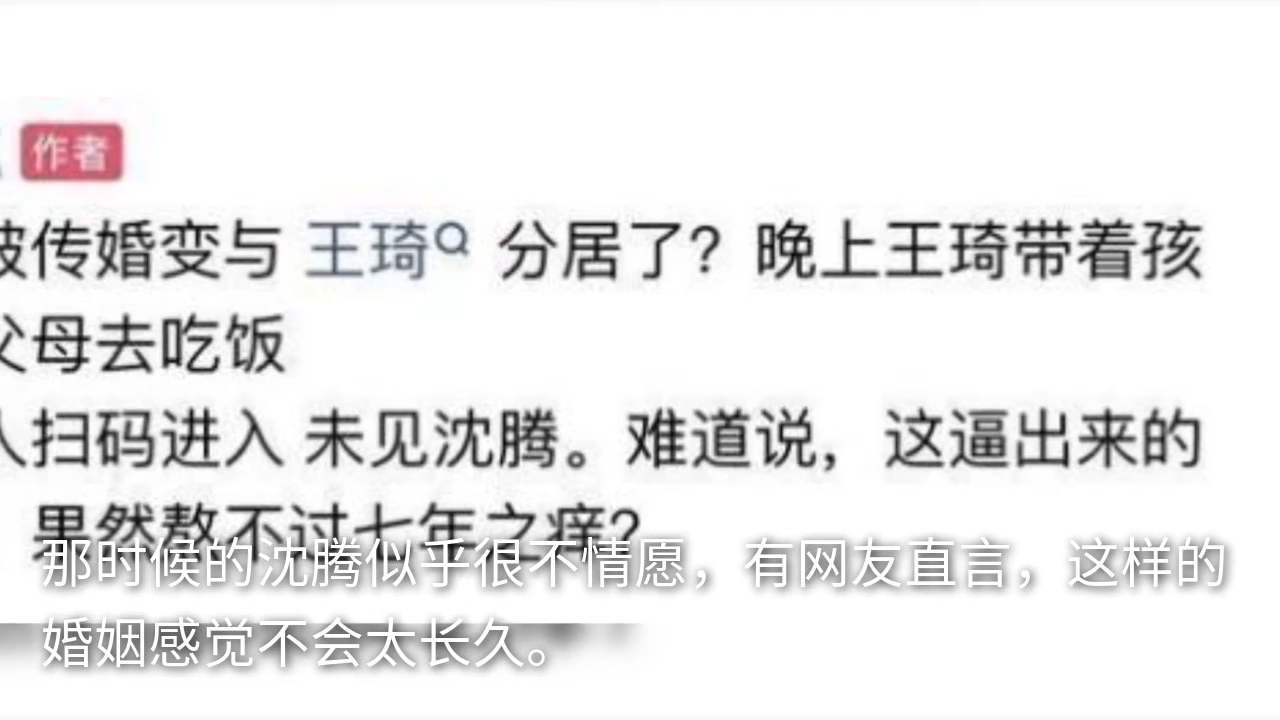 作者
被传婚变与 王琦 分居了？晚上王琦带着孩
父母去吃饭
人扫码进入 未见沈腾。难道说，这逼出来的
果然熬不过七年之痒？
那时候的沈腾似乎很不情愿，有网友直言，这样的
婚姻感觉不会太长久。